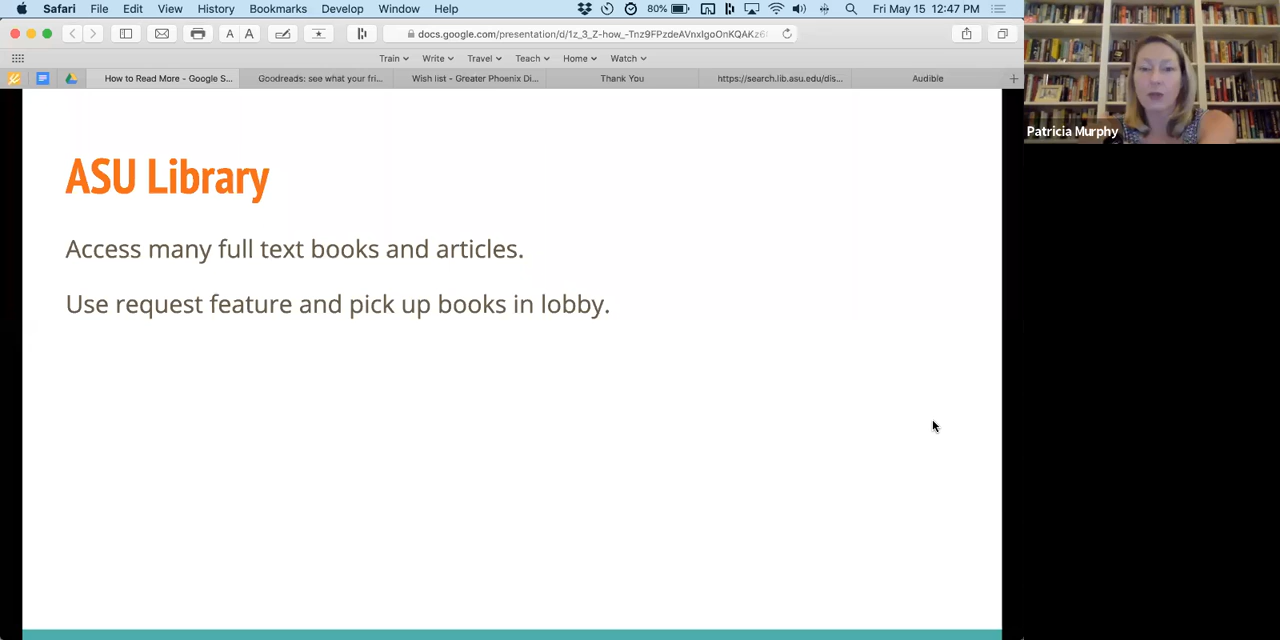 Safari File Edit View History Bookmarks Develop Window Help 80% Fri May 15 12:47 PM
A A docs.google.com/presentation/d/1z_3_Z-how_-Tnz9FPzdeAVnxIgoOnKQAKz6
Train Write Travel Teach Home Watch
How to Read More - Google S... Goodreads: see what your fri... Wish list - Greater Phoenix Di... Thank You https://search.lib.asu.edu/dis... Audible
Patricia Murphy
ASU Library
Access many full text books and articles.
Use request feature and pick up books in lobby.